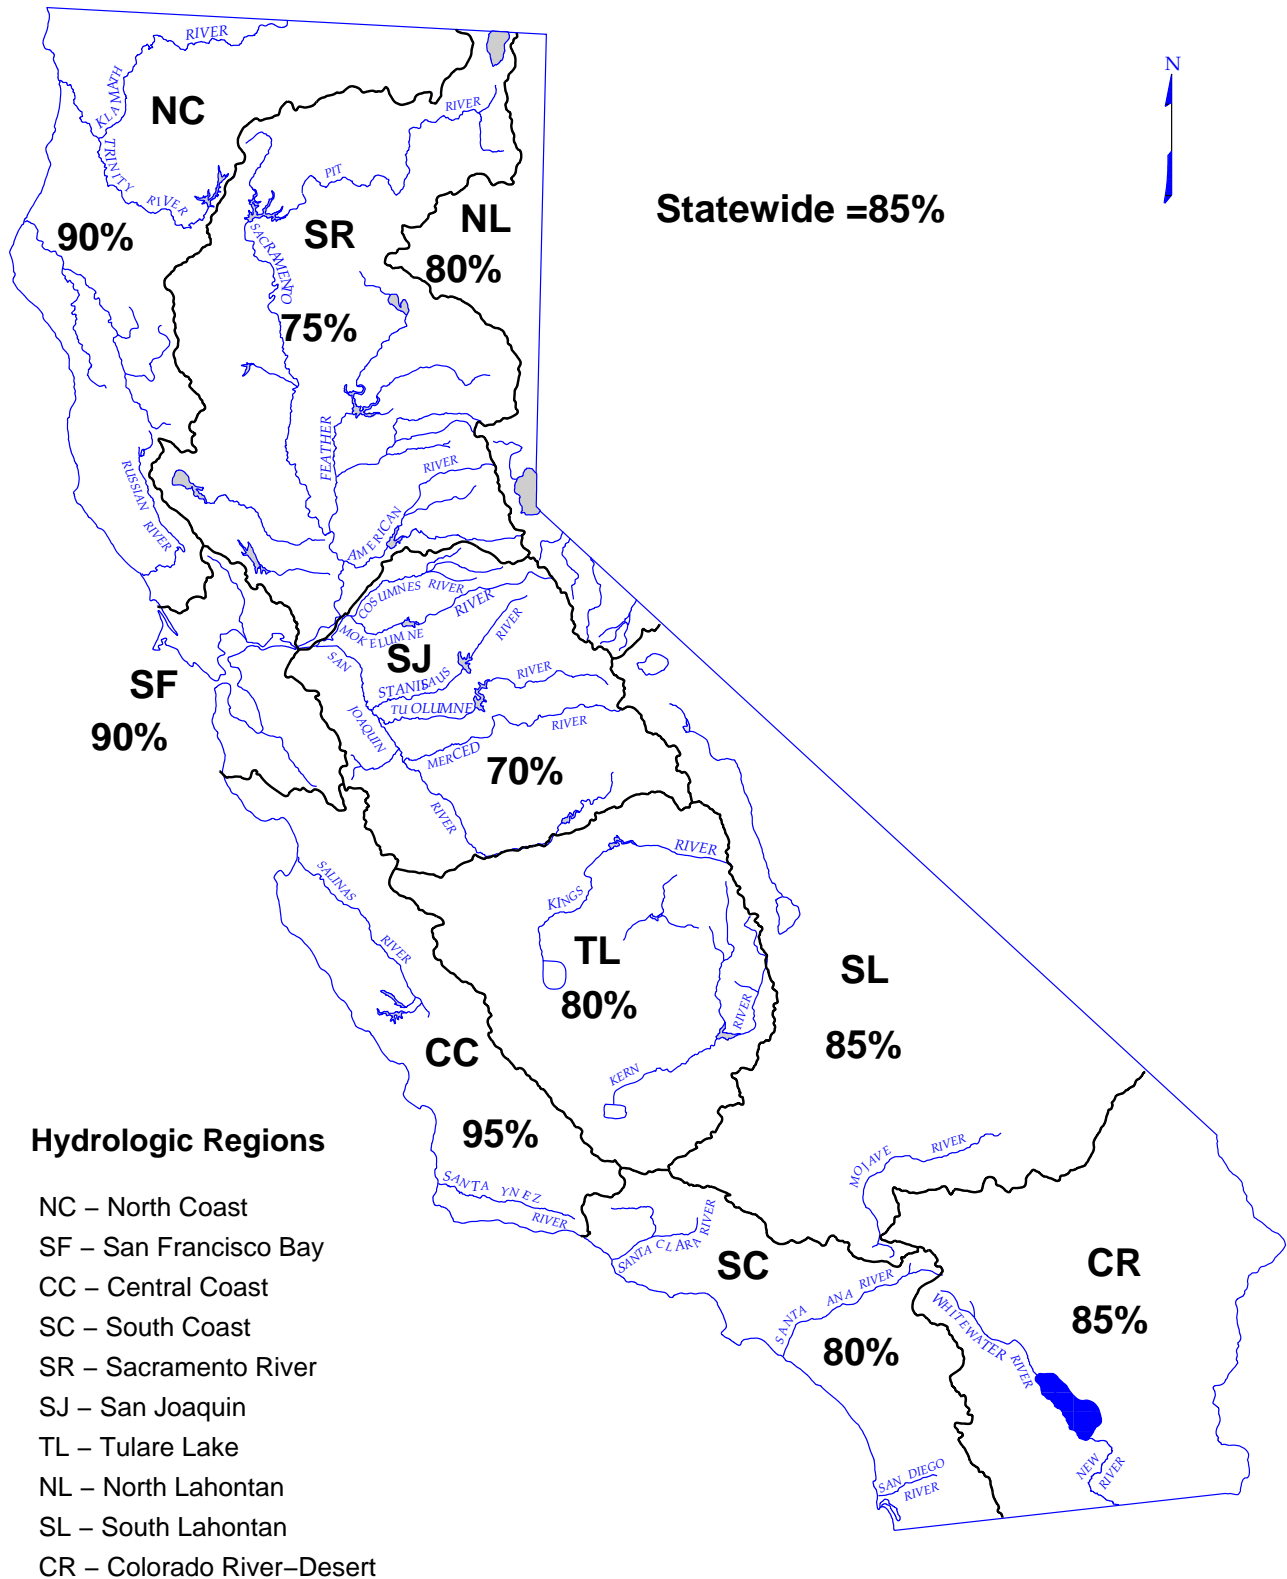 RIVER
N
KLAMATH
NC
RIVER
TRINITY
RIVER
PIT
90%
SR
NL
Statewide =85%
80%
SACRAMENTO
75%
FEATHER
RIVER
RUSSIAN RIVER
AMERICAN
COSUMNES RIVER
RIVER
MOKELUMNE
RIVER
SAN
SJ
STANISLAUS
RIVER
SF
TUOLUMNE
JOAQUIN
RIVER
90%
MERCED
70%
RIVER
RIVER
SALINAS
KINGS
RIVER
TL
SL
80%
RIVER
85%
CC
KERN
95%
Hydrologic Regions
MOJAVE
RIVER
SANTA YNEZ
RIVER
NC – North Coast
SF – San Francisco Bay
CC – Central Coast
SC – South Coast
SR – Sacramento River
SJ – San Joaquin
TL – Tulare Lake
NL – North Lahontan
SL – South Lahontan
CR – Colorado River–Desert
SANTA CLARA
RIVER
SC
CR
SANTA ANA RIVER
WHITEWATER
RIVER
85%
80%
SAN DIEGO
RIVER
NEW
RIVER